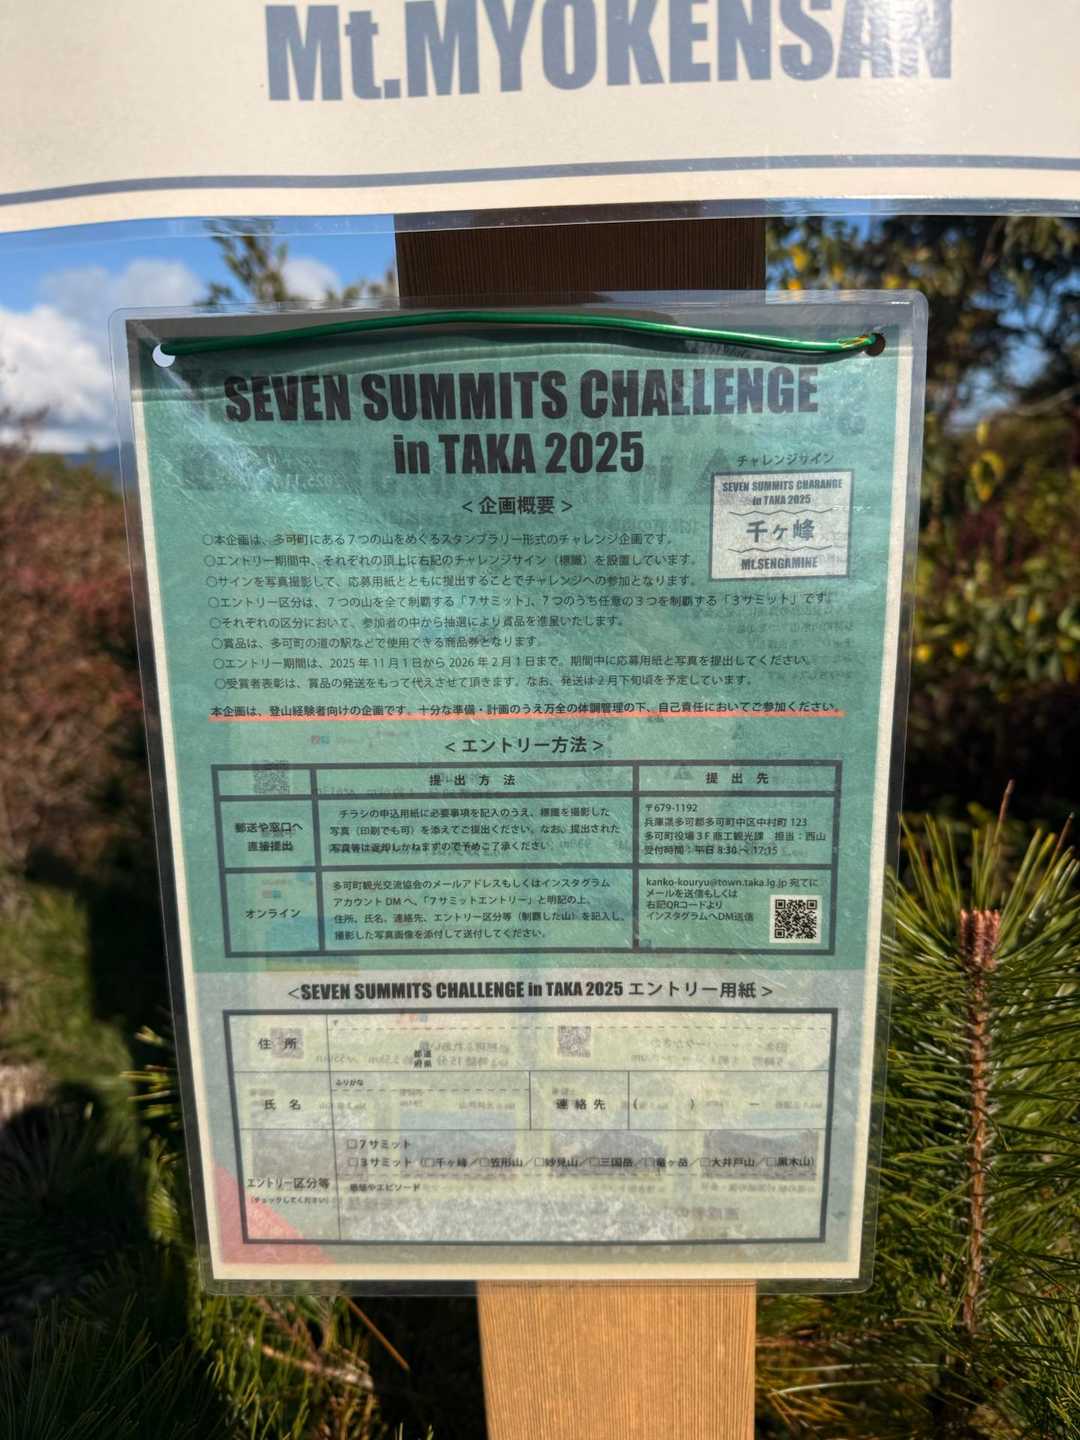 Mt.MYOKENSAN
SEVEN SUMMITS CHALLENGE
in TAKA 2025
チャレンジサイン
SEVEN SUMMITS CHARANGE
in TAKA 2025
千ヶ峰
Mt.SENGAMINE
＜企画概要＞
○本企画は、多可町にある７つの山をめぐるスタンプラリー形式のチャレンジ企画です。
○エントリー期間中、それぞれの頂上に右記のチャレンジサイン（標識）を設置しています。
○サインを写真撮影して、応募用紙とともに提出することでチャレンジへの参加となります。
○エントリー区分は、７つの山を全て制覇する「７サミット」、７つのうち任意の３つを制覇する「３サミット」です。
○それぞれの区分において、参加者の中から抽選により賞品を進呈いたします。
○賞品は、多可町の道の駅などで使用できる商品券となります。
○エントリー期間は、2025年11月1日から2026年2月1日まで。期間中に応募用紙と写真を提出してください。
○受賞者表彰は、賞品の発送をもって代えさせて頂きます。なお、発送は２月下旬頃を予定しています。
本企画は、登山経験者向けの企画です。十分な準備・計画のうえ万全の体調管理の下、自己責任においてご参加ください。
＜エントリー方法＞
提出方法
提出先
郵送や窓口へ
直接提出
チラシの申込用紙に必要事項を記入のうえ、標識を撮影した
写真（印刷でも可）を添えてご提出ください。なお、提出された
写真等は返却しかねますので予めご了承ください。
〒679-1192
兵庫県多可郡多可町中区中村町 123
多可町役場３Ｆ商工観光課　担当：西山
受付時間：平日 8:30 ～ 17:15
オンライン
多可町観光交流協会のメールアドレスもしくはインスタグラム
アカウントDMへ、「7サミットエントリー」と明記の上、
住所、氏名、連絡先、エントリー区分等（制覇した山）を記入し、
撮影した写真画像を添付して送付してください。
kanko-kouryu@town.taka.lg.jp 宛てに
メールを送信もしくは
右記QRコードより
インスタグラムへDM送信
＜SEVEN SUMMITS CHALLENGE in TAKA 2025 エントリー用紙＞
住所
〒
都道
府県
氏名
ふりがな
連絡先
（　　　）　　－
エントリー区分等
（チェックしてください）
□７サミット
□３サミット（□千ヶ峰／□笠形山／□妙見山／□三国岳／□竜ヶ岳／□大井戸山／□黒木山）
感想やエピソード